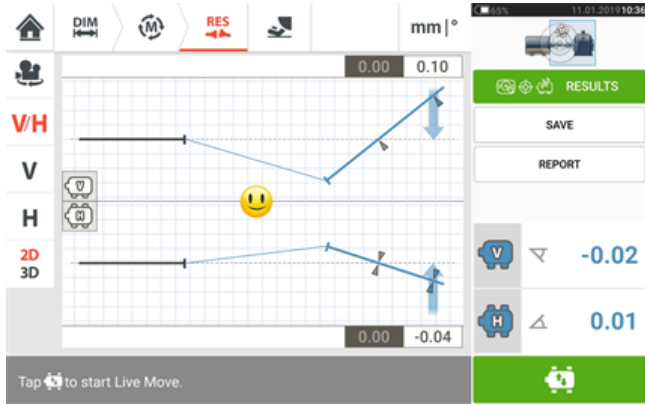 DIM
M
RES
mm|°
65%
11.01.2019 10:36
V/H
V
H
2D
3D
0.00 0.10
V
H
0.00 -0.04
Tap to start Live Move.
RESULTS
SAVE
REPORT
V -0.02
H 0.01